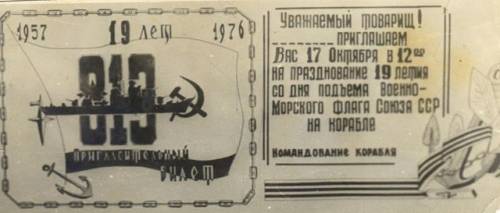 1957 19 лет 1976
813
Пригласительный
билет
Уважаемый товарищ!
приглашаем
Вас 17 октября в 12 00
на празднование 19 летия
со дня подъема Военно-
Морского флага Союза ССР
на корабле
Командование корабля